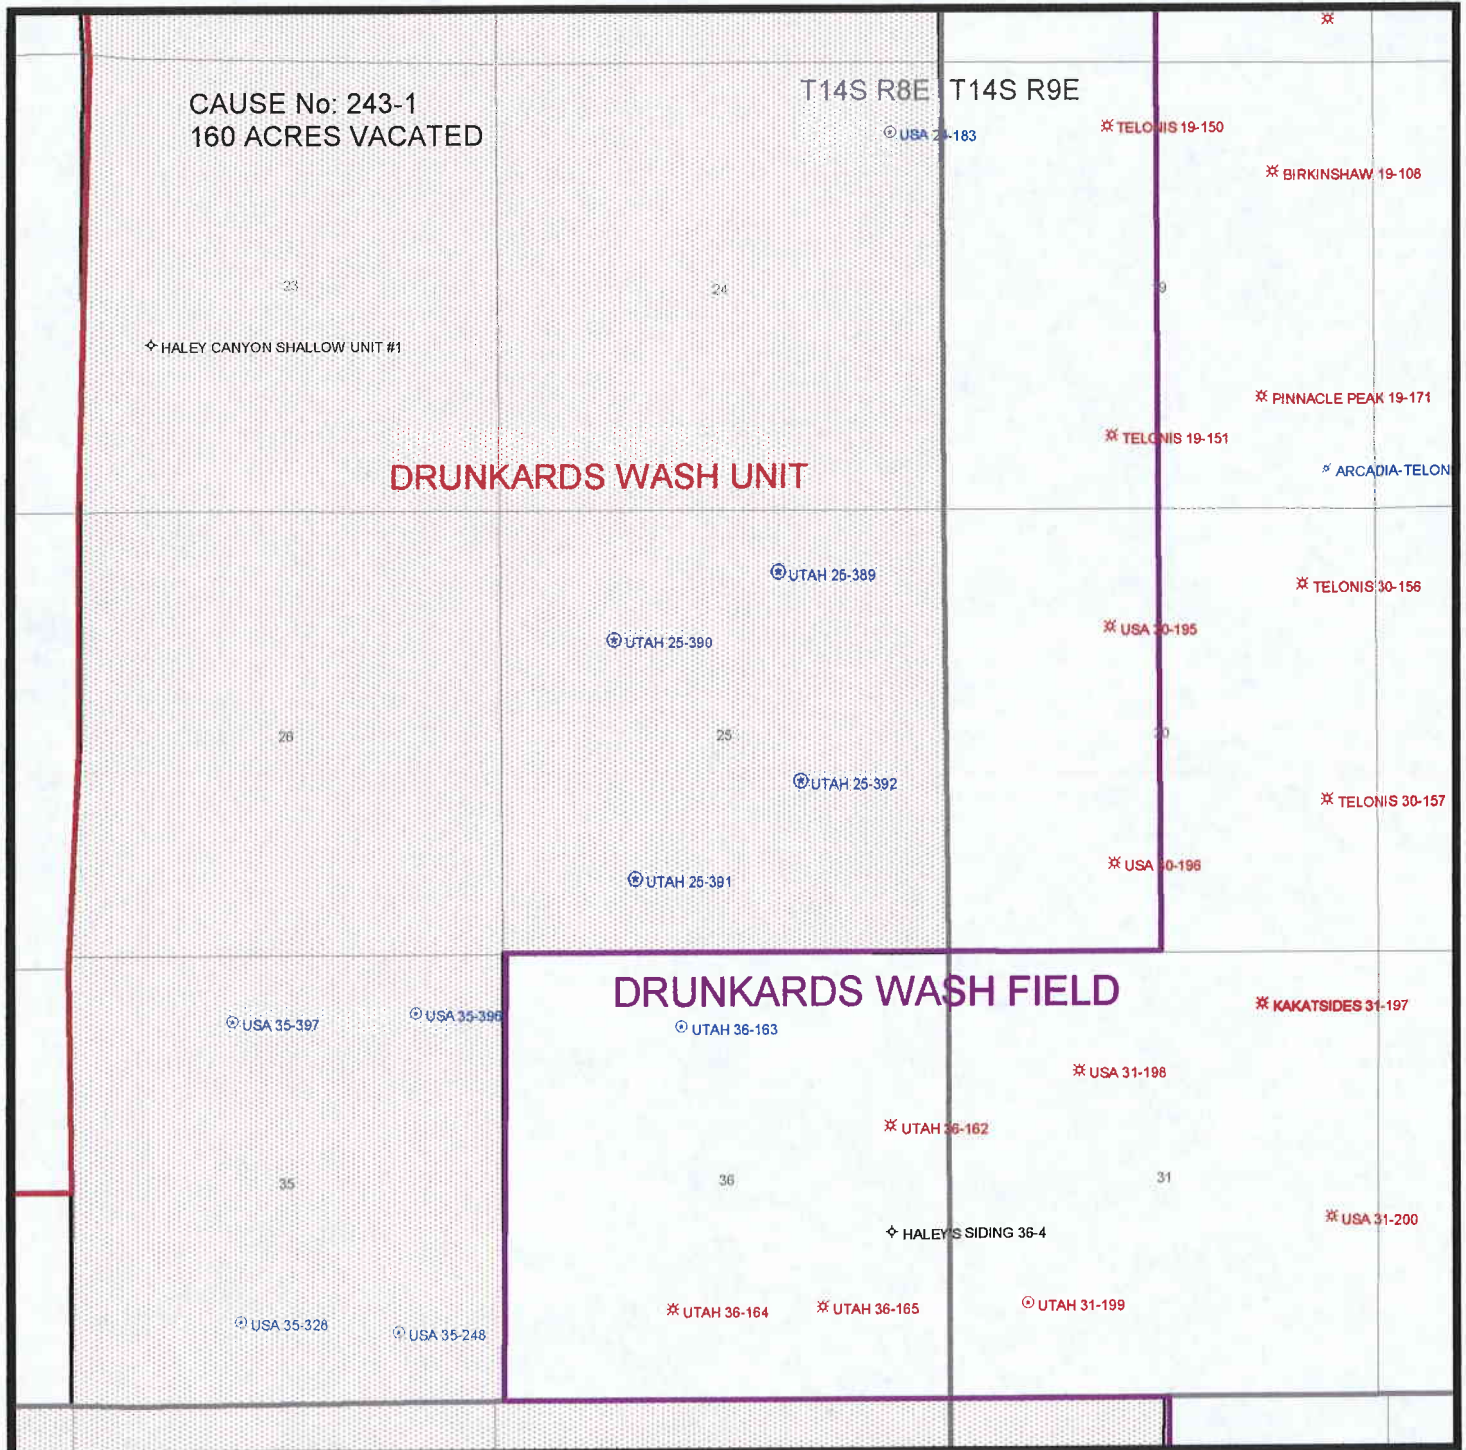 CAUSE No: 243-1
160 ACRES VACATED
T14S R8E T14S R9E
USA 24-183
TELONIS 19-150
BIRKINSHAW 19-108
23
24
19
HALEY CANYON SHALLOW UNIT #1
PINNACLE PEAK 19-171
TELONIS 19-151
DRUNKARDS WASH UNIT
ARCADIA-TELON
UTAH 25-389
TELONIS 30-156
UTAH 25-390
USA 30-195
26
25
30
UTAH 25-392
TELONIS 30-157
USA 30-196
UTAH 25-391
DRUNKARDS WASH FIELD
KAKATSIDES 31-197
USA 35-397
USA 35-396
UTAH 36-163
USA 31-198
UTAH 36-162
35
36
31
USA 31-200
HALEY'S SIDING 36-4
UTAH 36-164
UTAH 36-165
UTAH 31-199
USA 35-328
USA 35-248